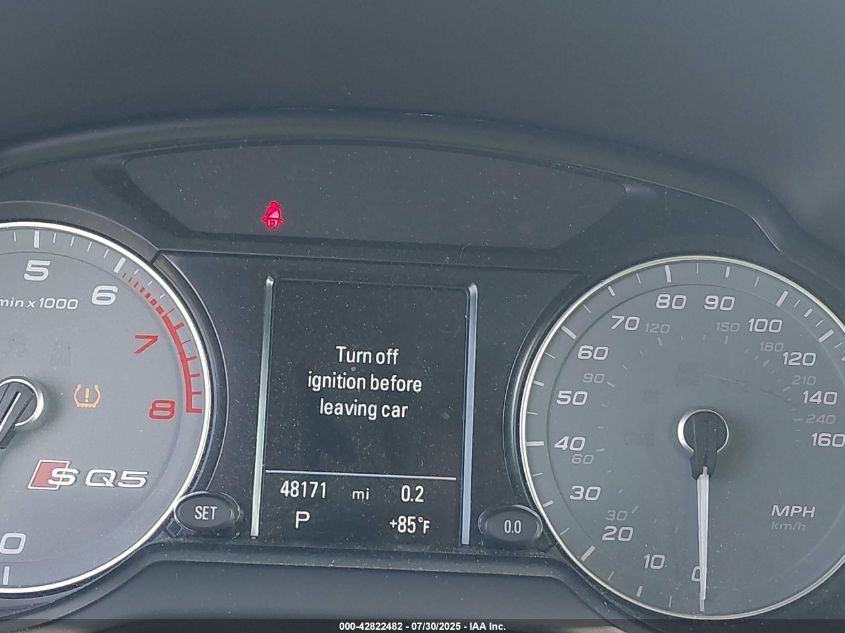 5
6
min x 1000
7
8
SQ5
0
Turn off
ignition before
leaving car
48171 mi 0.2
P +85°F
SET
0.0
80 90
70 120 150 100
60 180 120
90 210
50 140
240
40 160
60
30
30
20
10
0
MPH
km/h
000-42822482 - 07/30/2025 - IAA Inc.